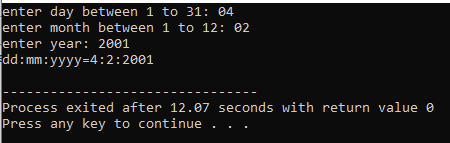 enter day between 1 to 31: 04
enter month between 1 to 12: 02
enter year: 2001
dd:mm:yyyy=4:2:2001
--------------------------------
Process exited after 12.07 seconds with return value 0
Press any key to continue . . .